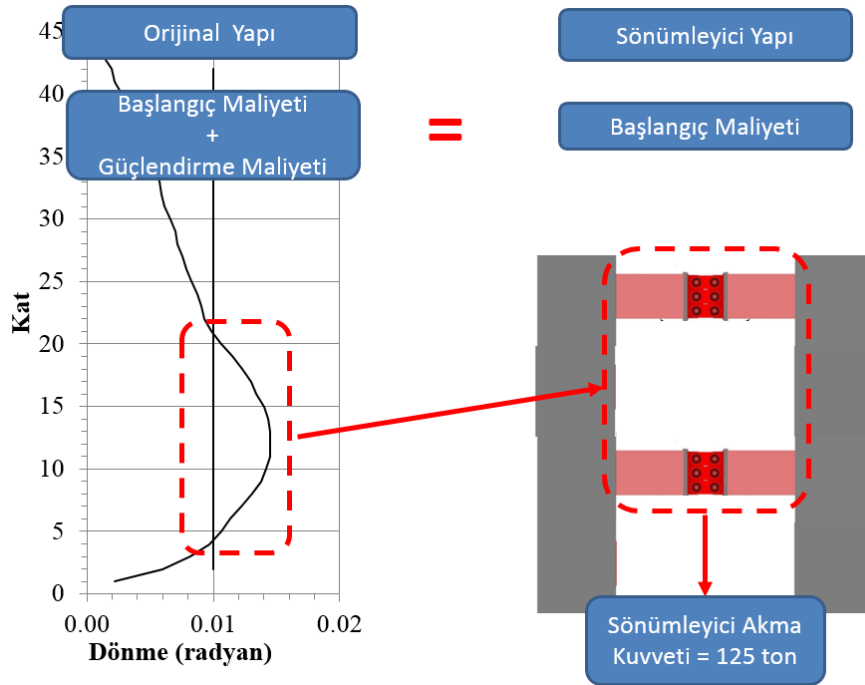 Orijinal Yapı
Sönümleyici Yapı
Başlangıç Maliyeti
+
Güçlendirme Maliyeti
=
Başlangıç Maliyeti
45
40
35
30
25
20
15
10
5
0
Kat
0.00
0.01
0.02
Dönme (radyan)
Sönümleyici Akma
Kuvveti = 125 ton